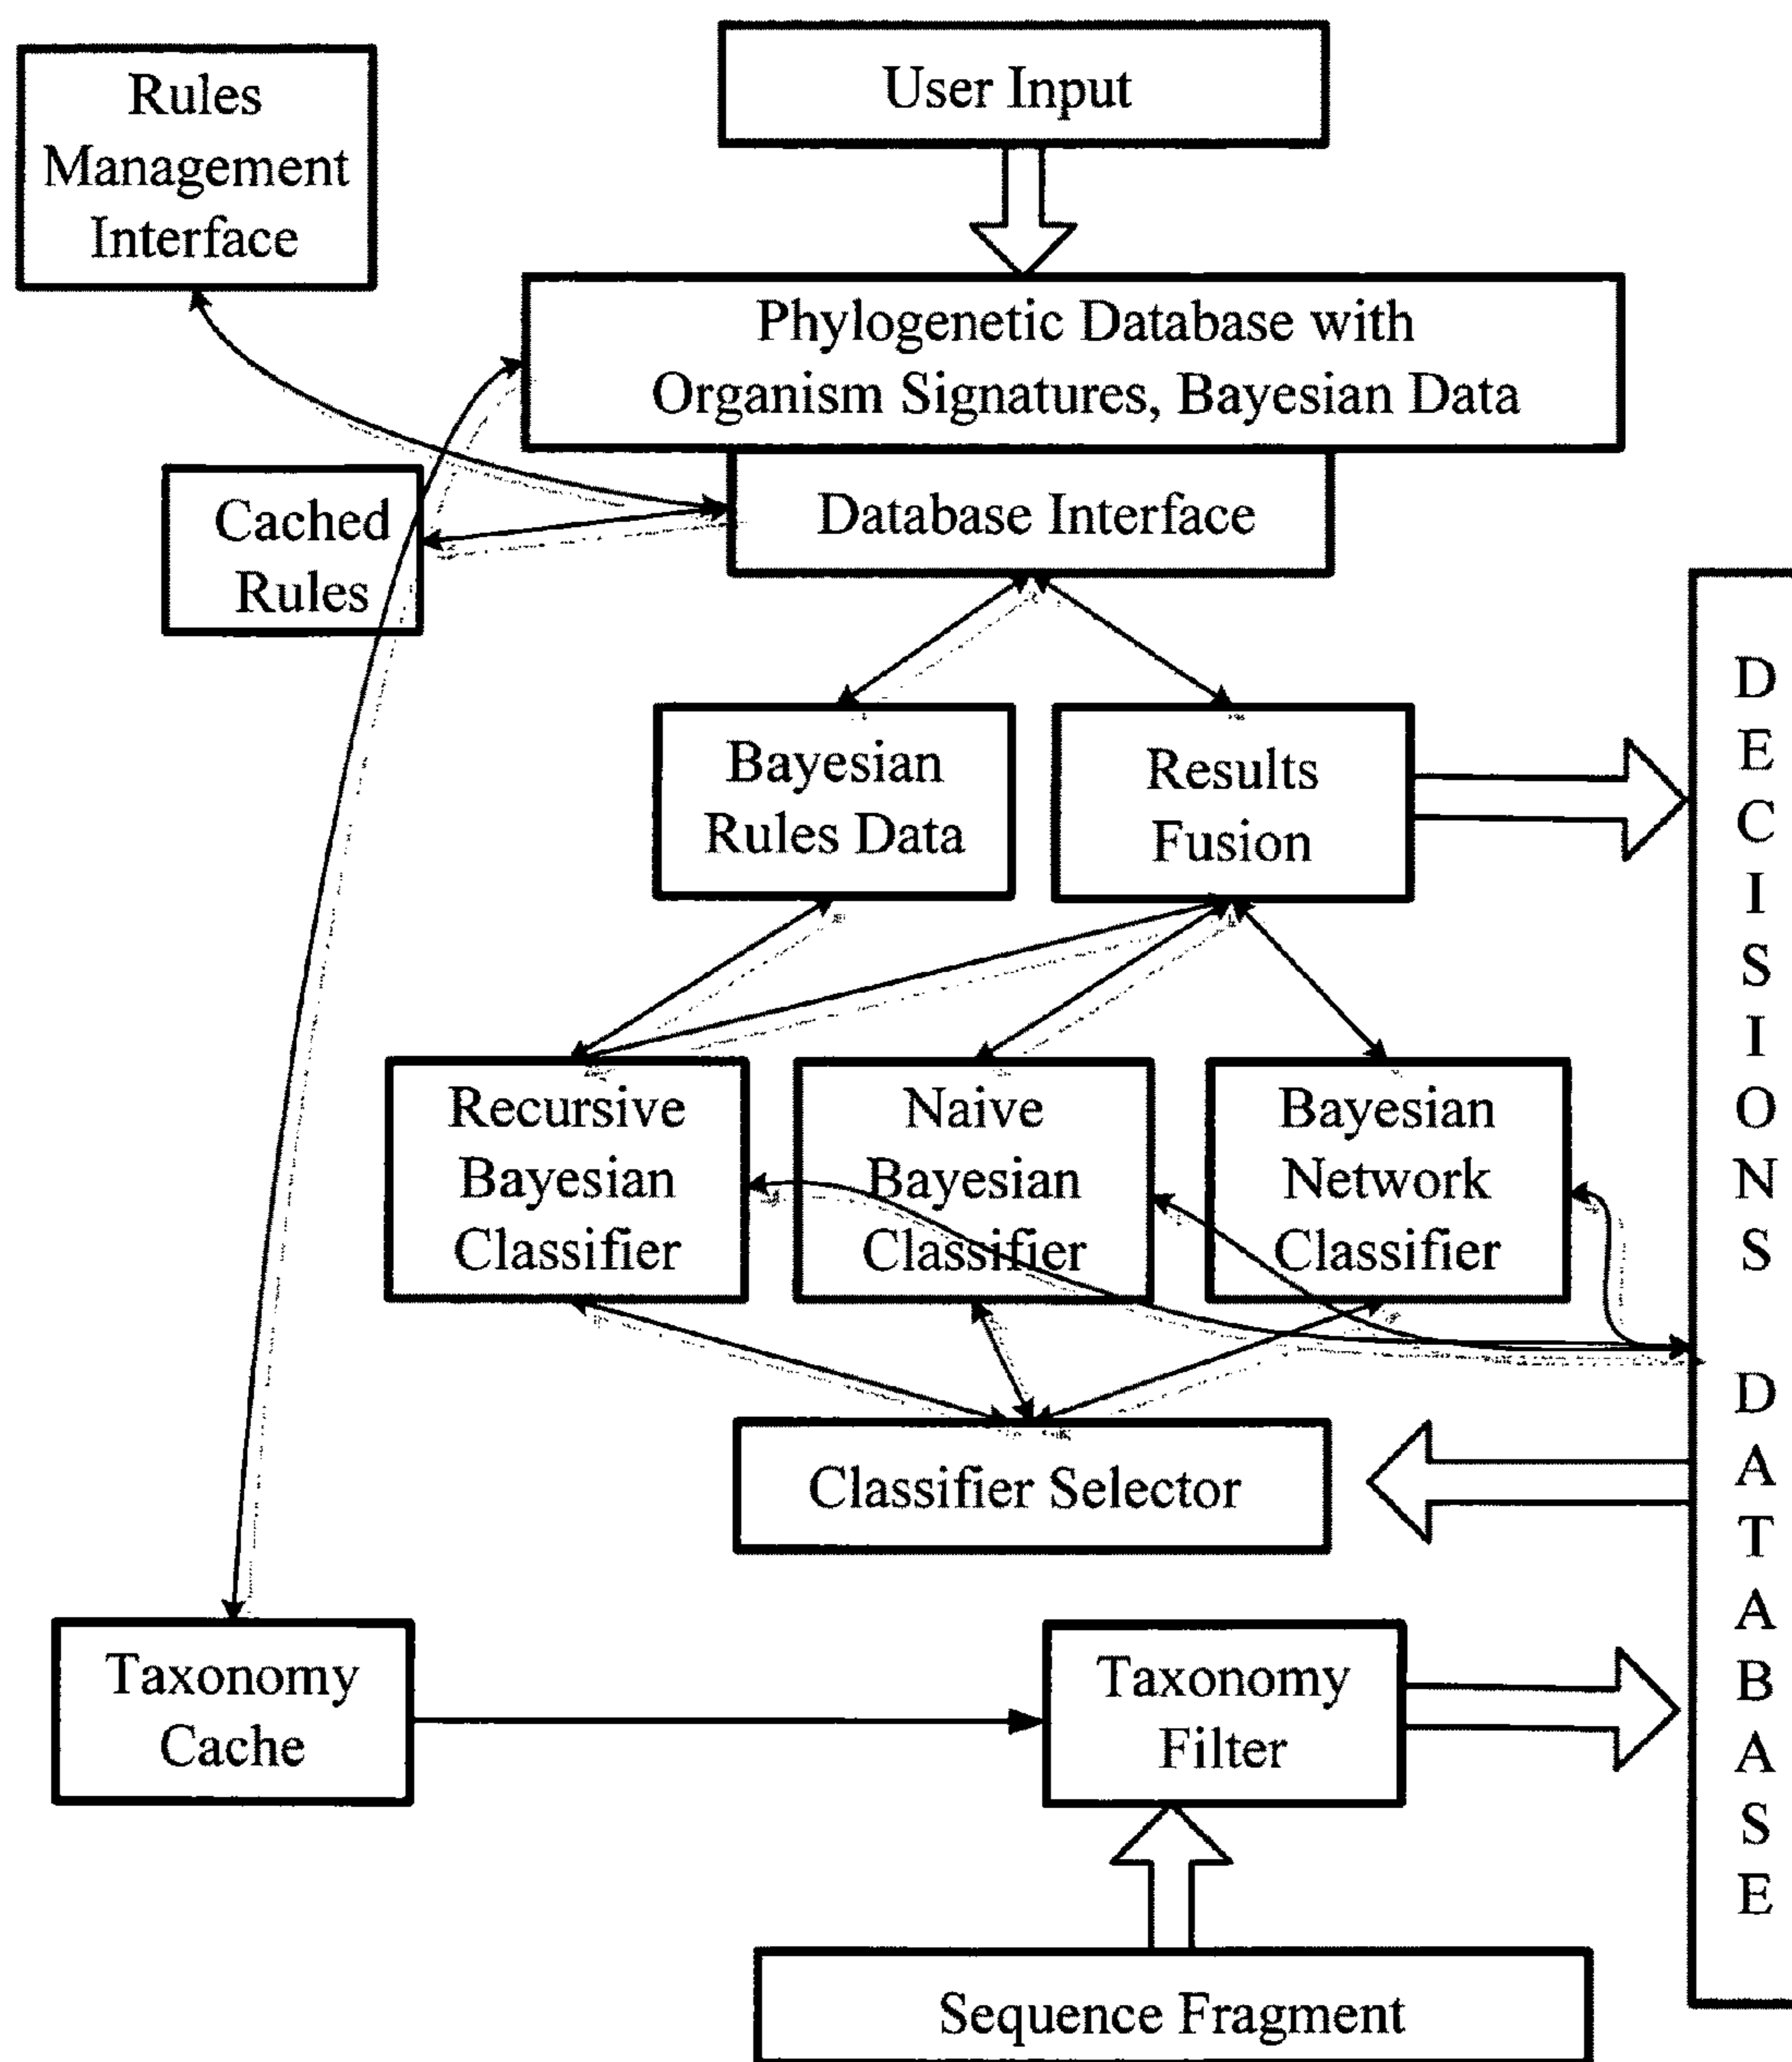 User Input
Rules
Management
Interface
Phylogenetic Database with
Organism Signatures, Bayesian Data
Cached
Rules
Database Interface
Bayesian
Rules Data
Results
Fusion
Recursive
Bayesian
Classifier
Naive
Bayesian
Classifier
Bayesian
Network
Classifier
Classifier Selector
Taxonomy
Cache
Taxonomy
Filter
Sequence Fragment
DECISIONS DATABASE